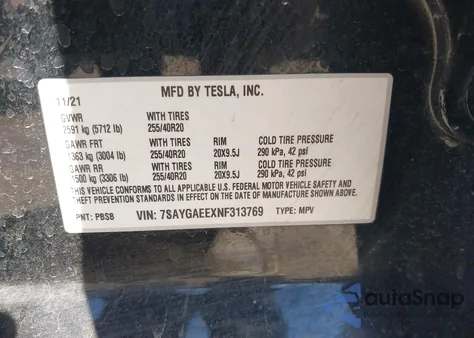 MFD BY TESLA, INC.
11/21
GVWR WITH TIRES
2591 kg (5712 lb) 255/40R20
GAWR FRT WITH TIRES RIM COLD TIRE PRESSURE
1363 kg (3004 lb) 255/40R20 20X9.5J 290 kPa, 42 psi
GAWR RR WITH TIRES RIM COLD TIRE PRESSURE
1500 kg (3306 lb) 255/40R20 20X9.5J 290 kPa, 42 psi
THIS VEHICLE CONFORMS TO ALL APPLICABLE U.S. FEDERAL MOTOR VEHICLE SAFETY AND
THEFT PREVENTION STANDARDS IN EFFECT ON THE DATE OF MANUFACTURE SHOWN ABOVE.
PNT: PBSB VIN: 7SAYGAEEXNF313769 TYPE: MPV
autoSnap